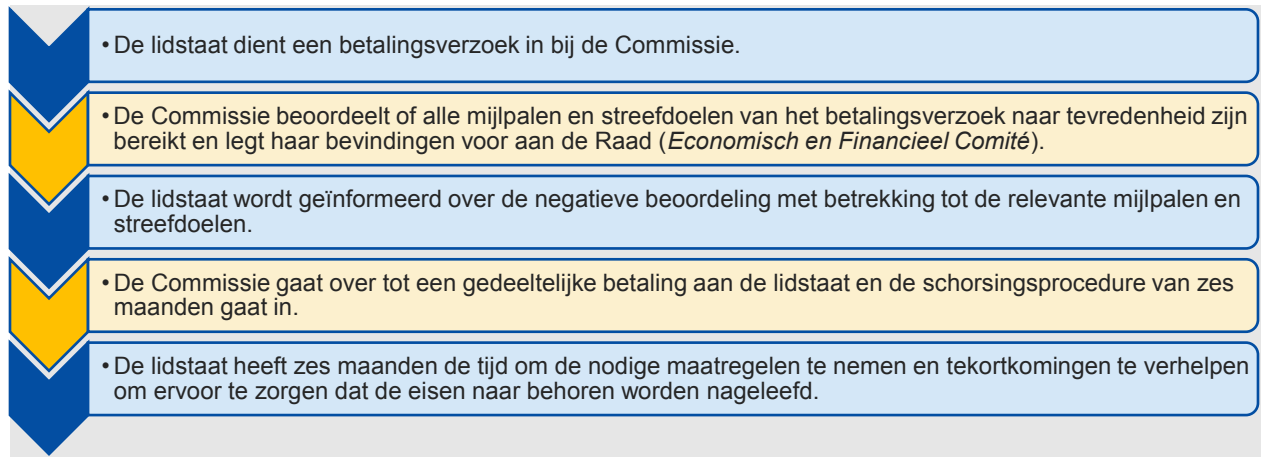 • De lidstaat dient een betalingsverzoek in bij de Commissie.
• De Commissie beoordeelt of alle mijlpalen en streefdoelen van het betalingsverzoek naar tevredenheid zijn
bereikt en legt haar bevindingen voor aan de Raad (Economisch en Financieel Comité).
• De lidstaat wordt geïnformeerd over de negatieve beoordeling met betrekking tot de relevante mijlpalen en
streefdoelen.
• De Commissie gaat over tot een gedeeltelijke betaling aan de lidstaat en de schorsingsprocedure van zes
maanden gaat in.
• De lidstaat heeft zes maanden de tijd om de nodige maatregelen te nemen en tekortkomingen te verhelpen
om ervoor te zorgen dat de eisen naar behoren worden nageleefd.